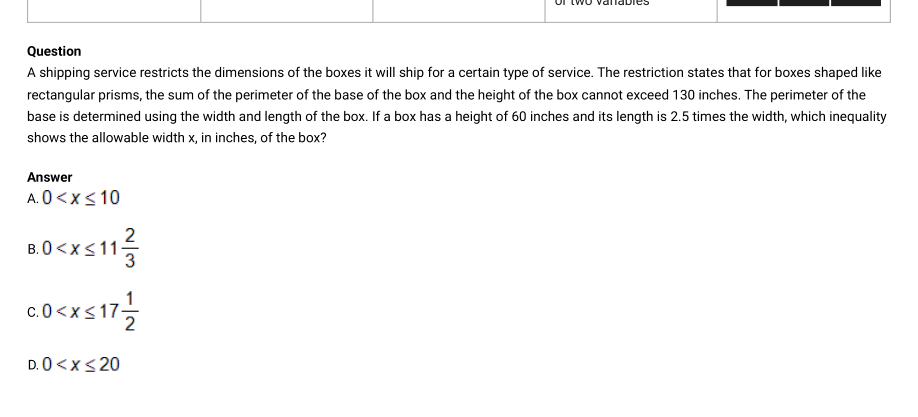 of two variables
Question
A shipping service restricts the dimensions of the boxes it will ship for a certain type of service. The restriction states that for boxes shaped like
rectangular prisms, the sum of the perimeter of the base of the box and the height of the box cannot exceed 130 inches. The perimeter of the
base is determined using the width and length of the box. If a box has a height of 60 inches and its length is 2.5 times the width, which inequality
shows the allowable width x, in inches, of the box?
Answer
A. 0 < x ≤ 10
B. 0 < x ≤ 11 2/3
C. 0 < x ≤ 17 1/2
D. 0 < x ≤ 20